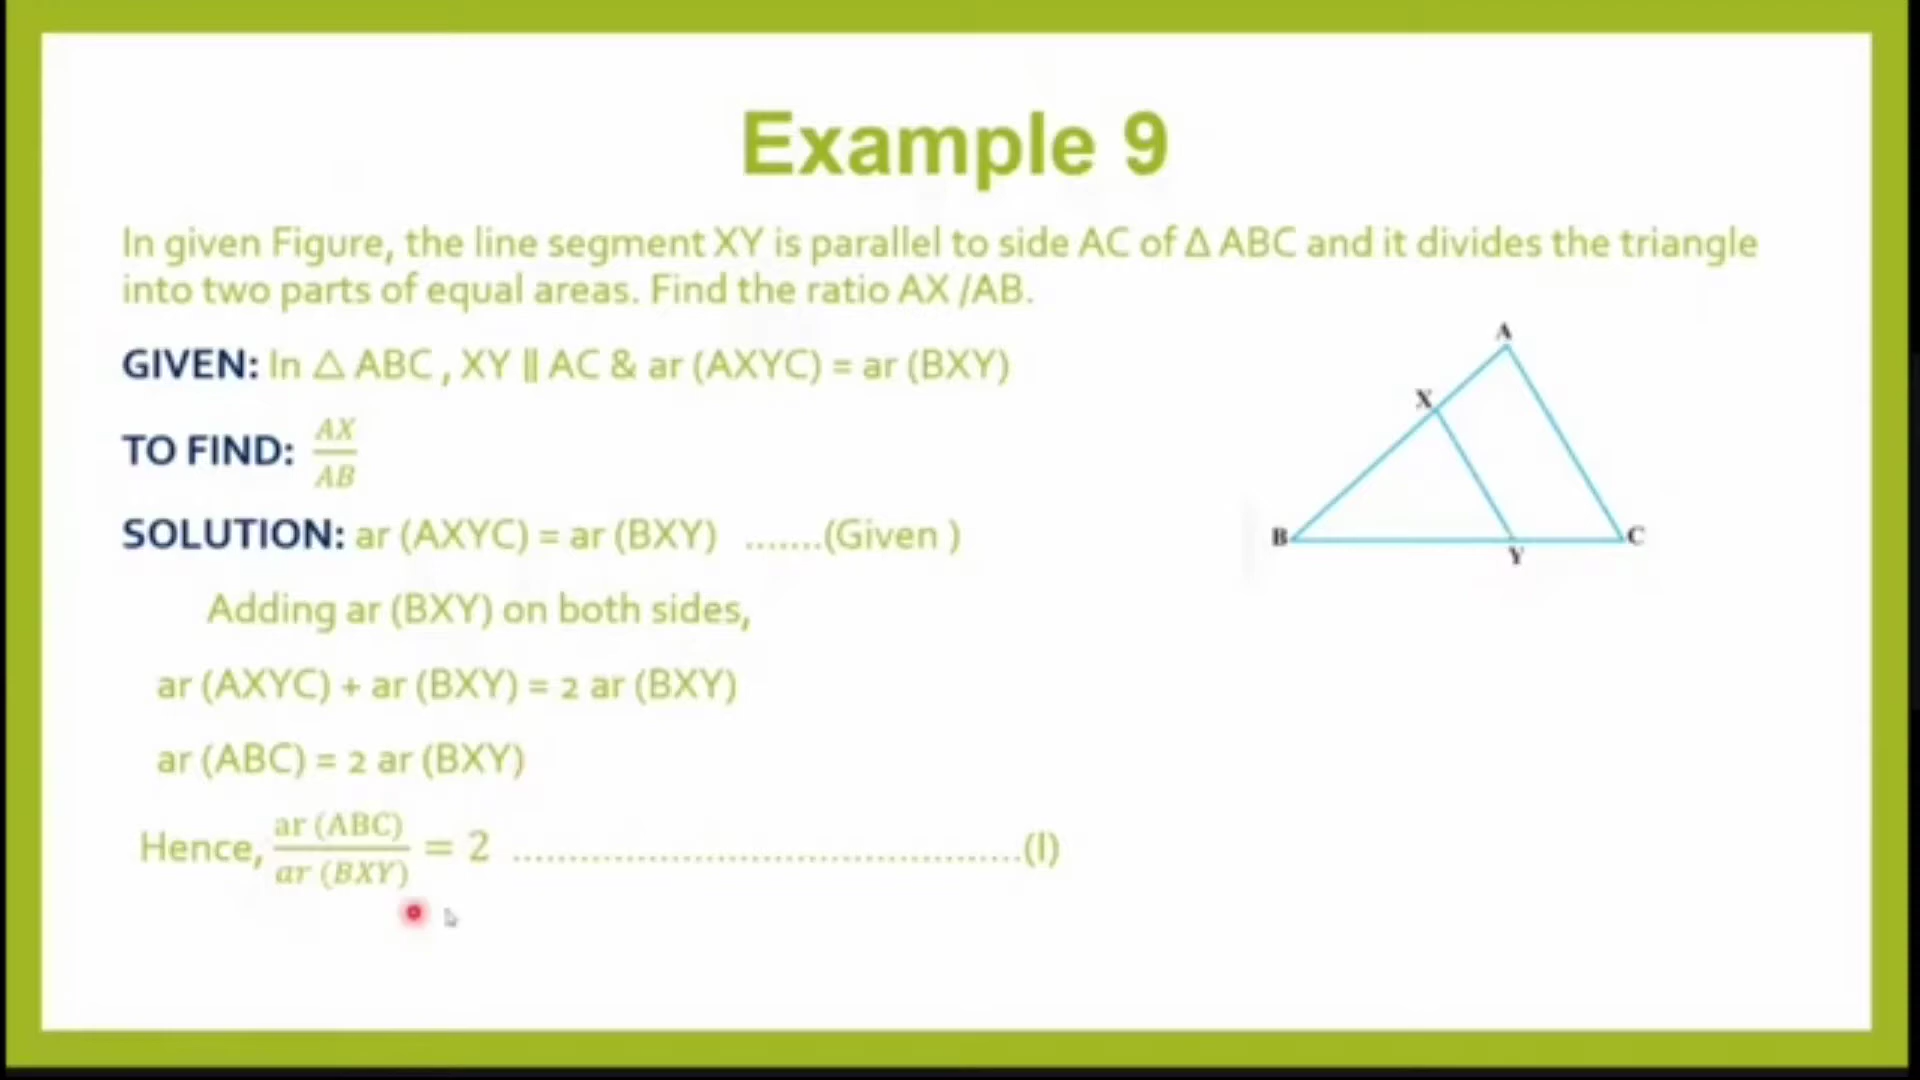 Example 9
In given Figure, the line segment XY is parallel to side AC of Δ ABC and it divides the triangle
into two parts of equal areas. Find the ratio AX /AB.
GIVEN: In △ ABC , XY ∥ AC & ar (AXYC) = ar (BXY)
TO FIND: AX/AB
SOLUTION: ar (AXYC) = ar (BXY) .......(Given )
Adding ar (BXY) on both sides,
ar (AXYC) + ar (BXY) = 2 ar (BXY)
ar (ABC) = 2 ar (BXY)
Hence, ar (ABC)/ar (BXY) = 2 ............................................(I)
A
X
B
Y
C